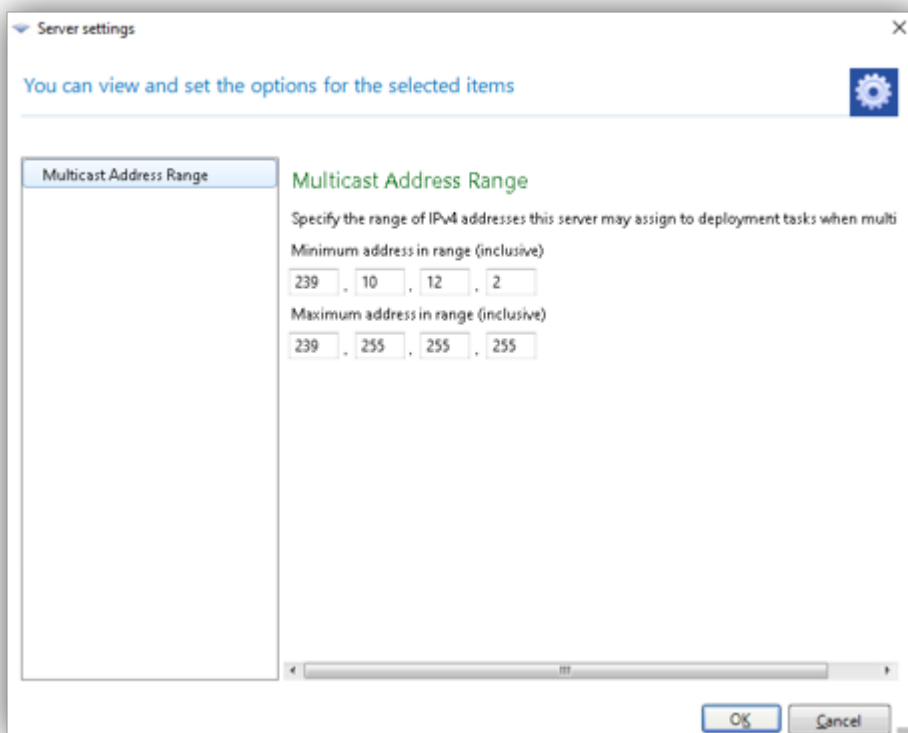 Server settings
You can view and set the options for the selected items
Multicast Address Range
Multicast Address Range
Specify the range of IPv4 addresses this server may assign to deployment tasks when multi
Minimum address in range (inclusive)
239 . 10 . 12 . 2
Maximum address in range (inclusive)
239 . 255 . 255 . 255
OK Cancel